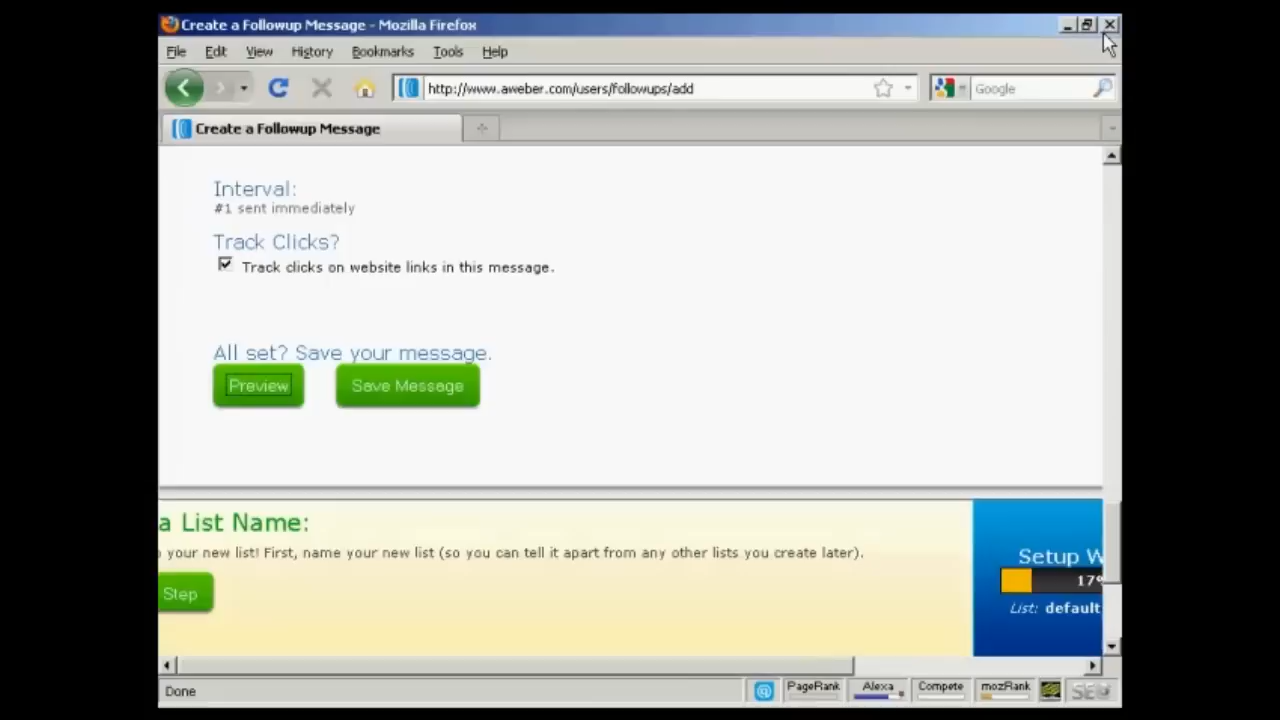 Create a Followup Message - Mozilla Firefox
File Edit View History Bookmarks Tools Help
http://www.aweber.com/users/followups/add
Google
Create a Followup Message
Interval:
#1 sent immediately
Track Clicks?
Track clicks on website links in this message.
All set? Save your message.
Preview Save Message
a List Name:
your new list! First, name your new list (so you can tell it apart from any other lists you create later).
Step
Setup W
17%
List: default
Done
PageRank Alexa Compete mozRank SEO